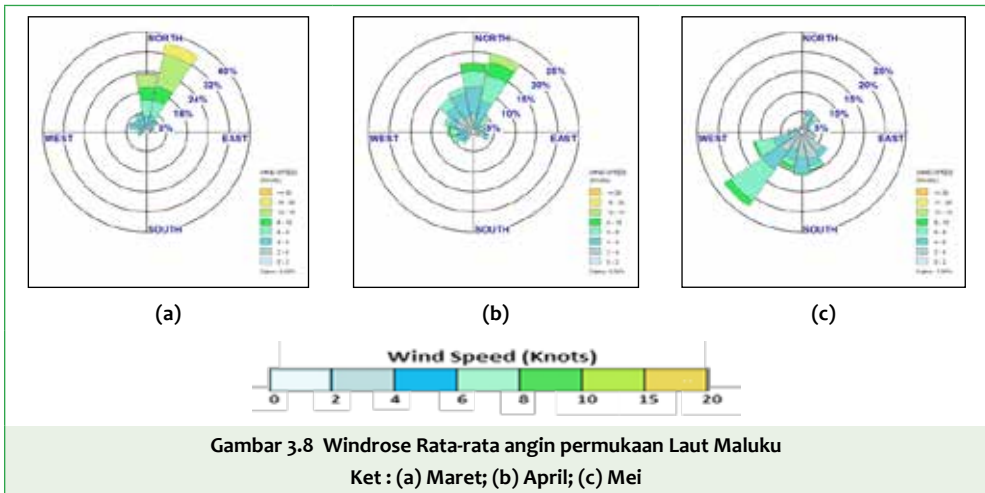 NORTH
40%
32%
24%
16%
8%
WEST
EAST
SOUTH
NORTH
25%
20%
15%
10%
5%
WEST
EAST
SOUTH
NORTH
25%
20%
15%
10%
5%
WEST
EAST
SOUTH
(a)
(b)
(c)
Wind Speed (Knots)
0 2 4 6 8 10 15 20
Gambar 3.8 Windrose Rata-rata angin permukaan Laut Maluku
Ket : (a) Maret; (b) April; (c) Mei